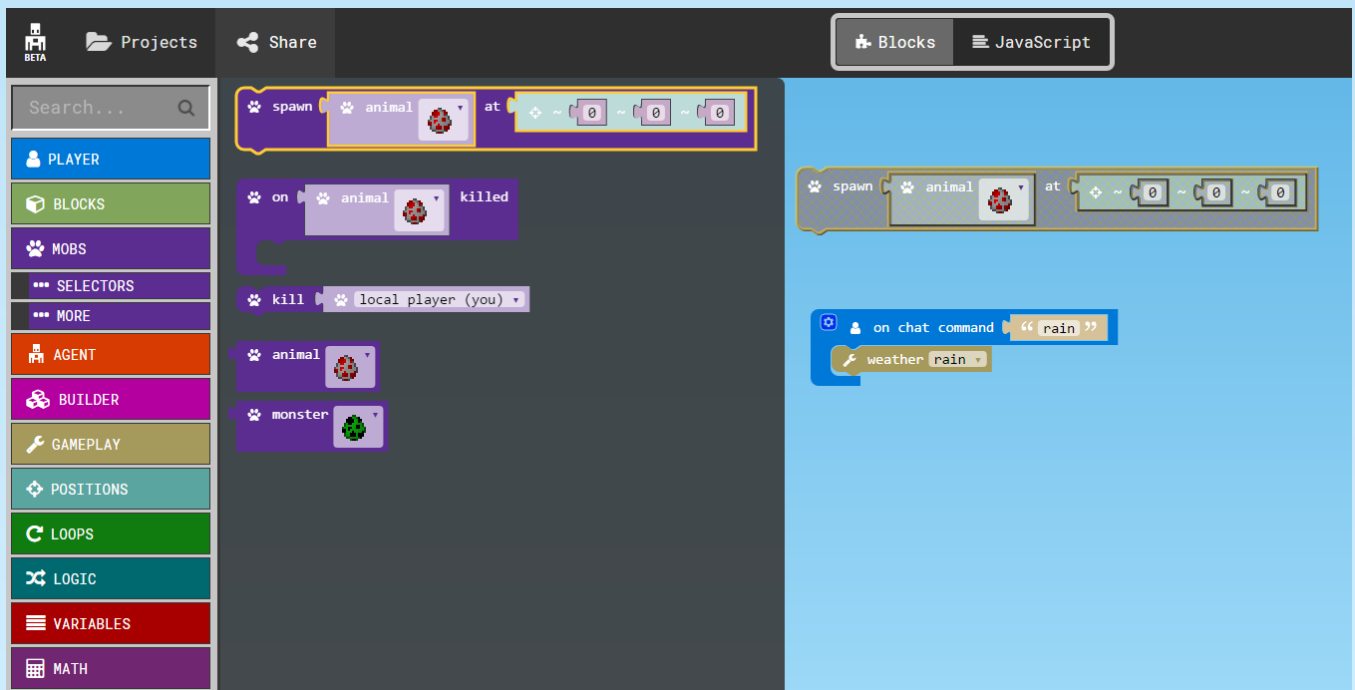 BETA
Projects
Share
Blocks
JavaScript
Search...
PLAYER
BLOCKS
MOBS
••• SELECTORS
••• MORE
AGENT
BUILDER
GAMEPLAY
POSITIONS
LOOPS
LOGIC
VARIABLES
MATH
spawn animal at ~ 0 ~ 0 ~ 0
on animal killed
kill local player (you)
animal
monster
spawn animal at ~ 0 ~ 0 ~ 0
on chat command “ rain ”
weather rain